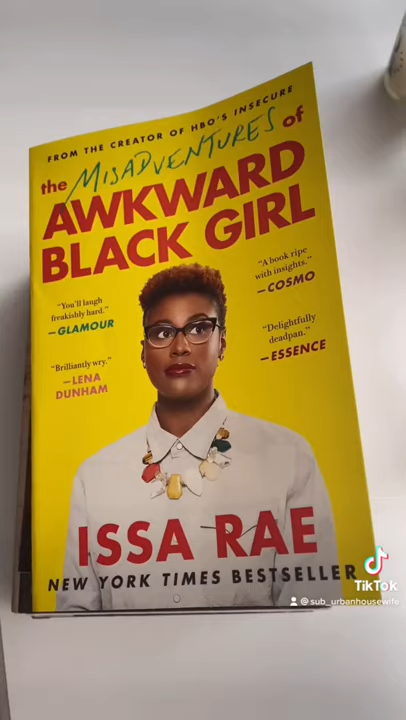 FROM THE CREATOR OF HBO'S INSECURE
the MISADVENTURES of
AWKWARD
BLACK GIRL
"You'll laugh
freakishly hard."
—GLAMOUR
"Brilliantly wry."
—LENA
DUNHAM
"A book ripe
with insights."
—COSMO
"Delightfully
deadpan."
—ESSENCE
ISSA RAE
NEW YORK TIMES BESTSELLER
TikTok
@sub_urbanhousewife